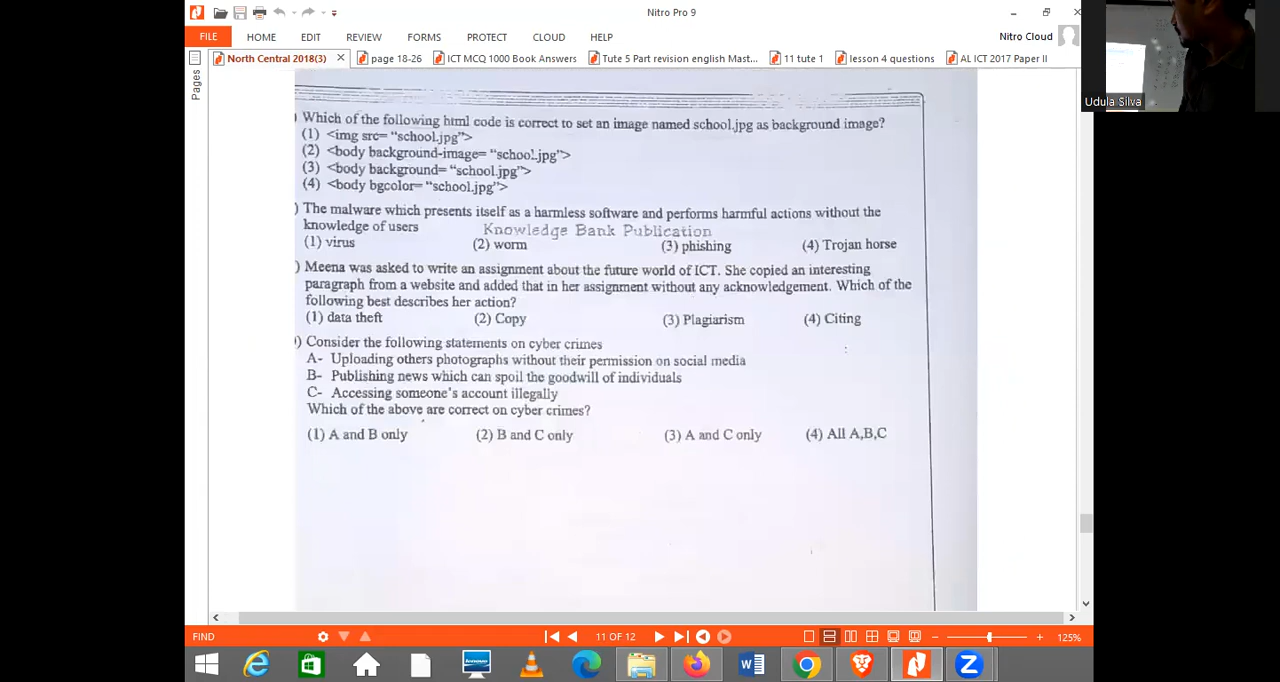 Nitro Pro 9
FILE HOME EDIT REVIEW FORMS PROTECT CLOUD HELP Nitro Cloud
North Central 2018(3) page 18-26 ICT MCQ 1000 Book Answers Tute 5 Part revision english Mast... 11 tute 1 lesson 4 questions AL ICT 2017 Paper II
Pages
Udula Silva
) Which of the following html code is correct to set an image named school.jpg as background image?
(1) <img src= “school.jpg”>
(2) <body background-image= “school.jpg”>
(3) <body background= “school.jpg”>
(4) <body bgcolor= “school.jpg”>
) The malware which presents itself as a harmless software and performs harmful actions without the
knowledge of users Knowledge Bank Publication
(1) virus (2) worm (3) phishing (4) Trojan horse
) Meena was asked to write an assignment about the future world of ICT. She copied an interesting
paragraph from a website and added that in her assignment without any acknowledgement. Which of the
following best describes her action?
(1) data theft (2) Copy (3) Plagiarism (4) Citing
) Consider the following statements on cyber crimes
A- Uploading others photographs without their permission on social media
B- Publishing news which can spoil the goodwill of individuals
C- Accessing someone's account illegally
Which of the above are correct on cyber crimes?
(1) A and B only (2) B and C only (3) A and C only (4) All A,B,C
FIND 11 OF 12 125%
lenovo